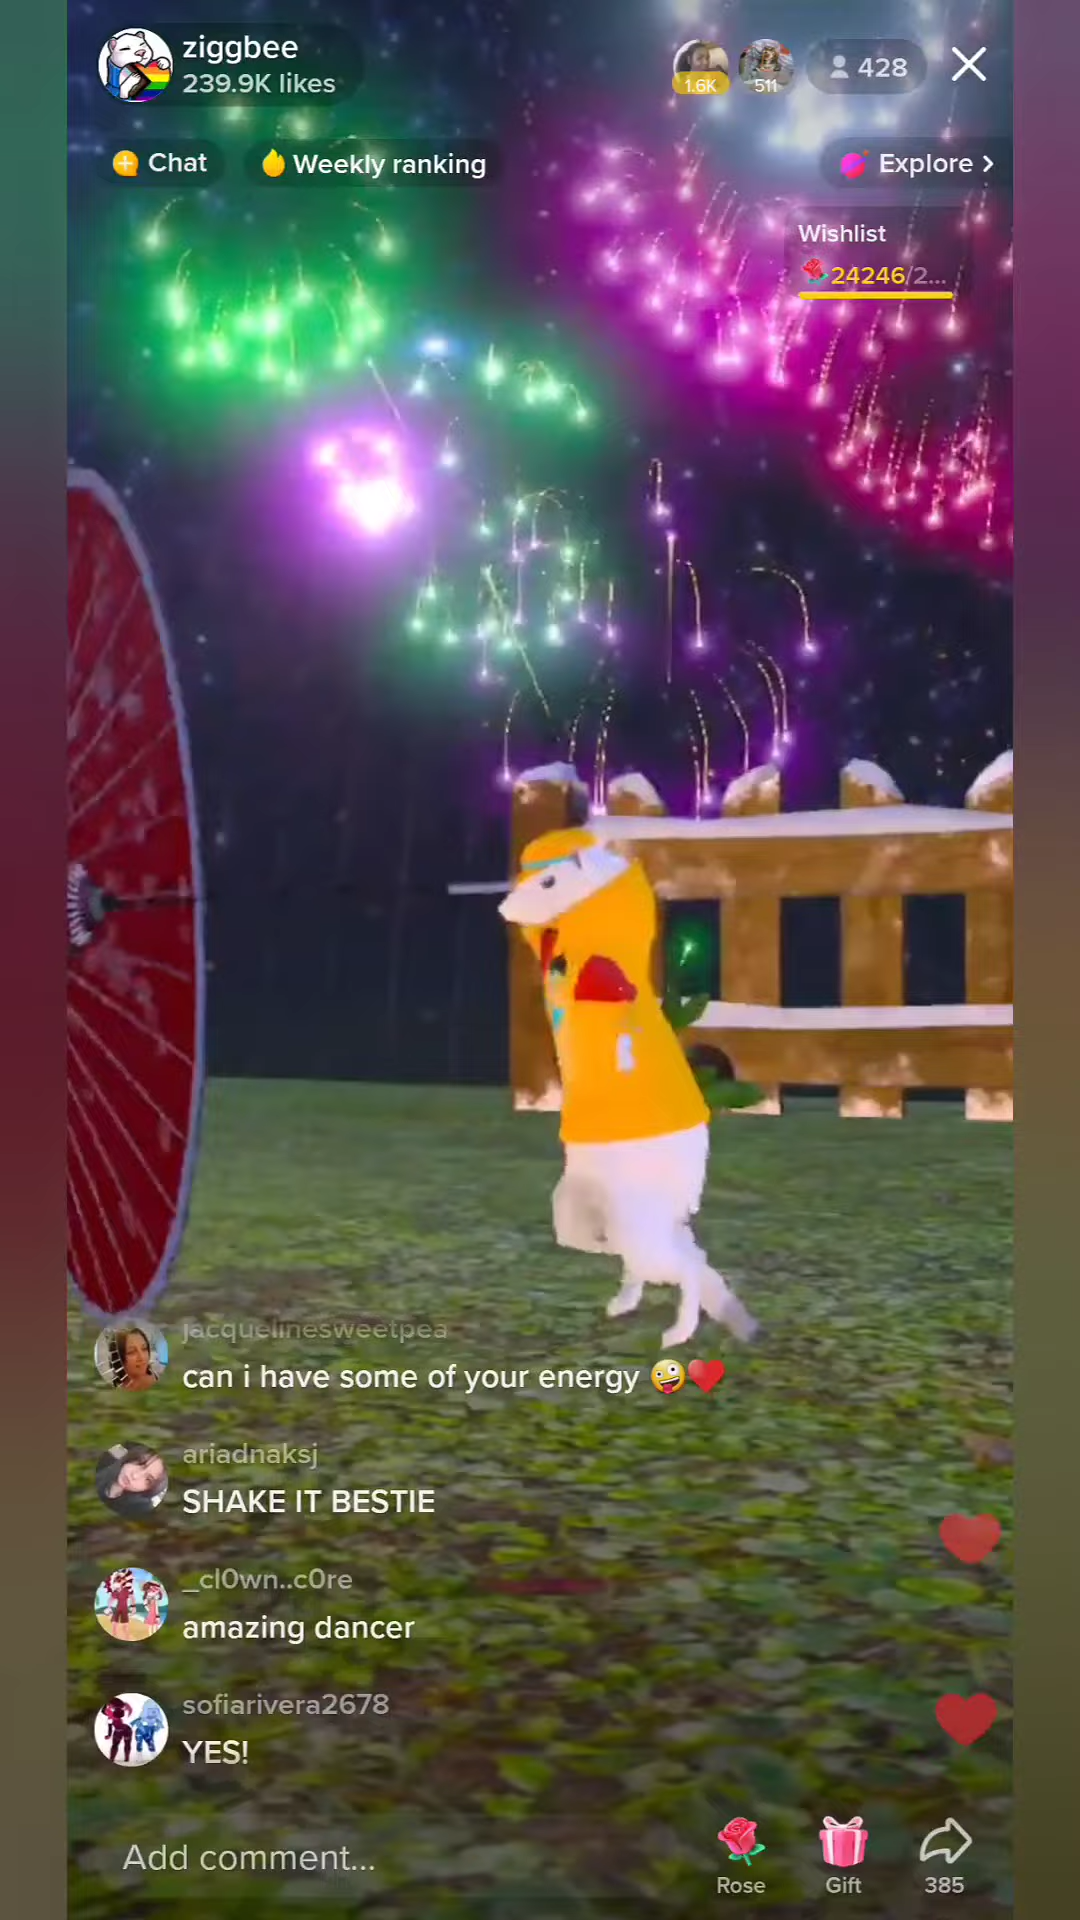 ziggbee
239.9K likes
1.6K
511
428
Chat
Weekly ranking
Explore
Wishlist
24246/2...
jacquelinesweetpea
can i have some of your energy 🤪♥️
ariadnaksj
SHAKE IT BESTIE
_cl0wn..c0re
amazing dancer
sofiarivera2678
YES!
Add comment...
Rose
Gift
385